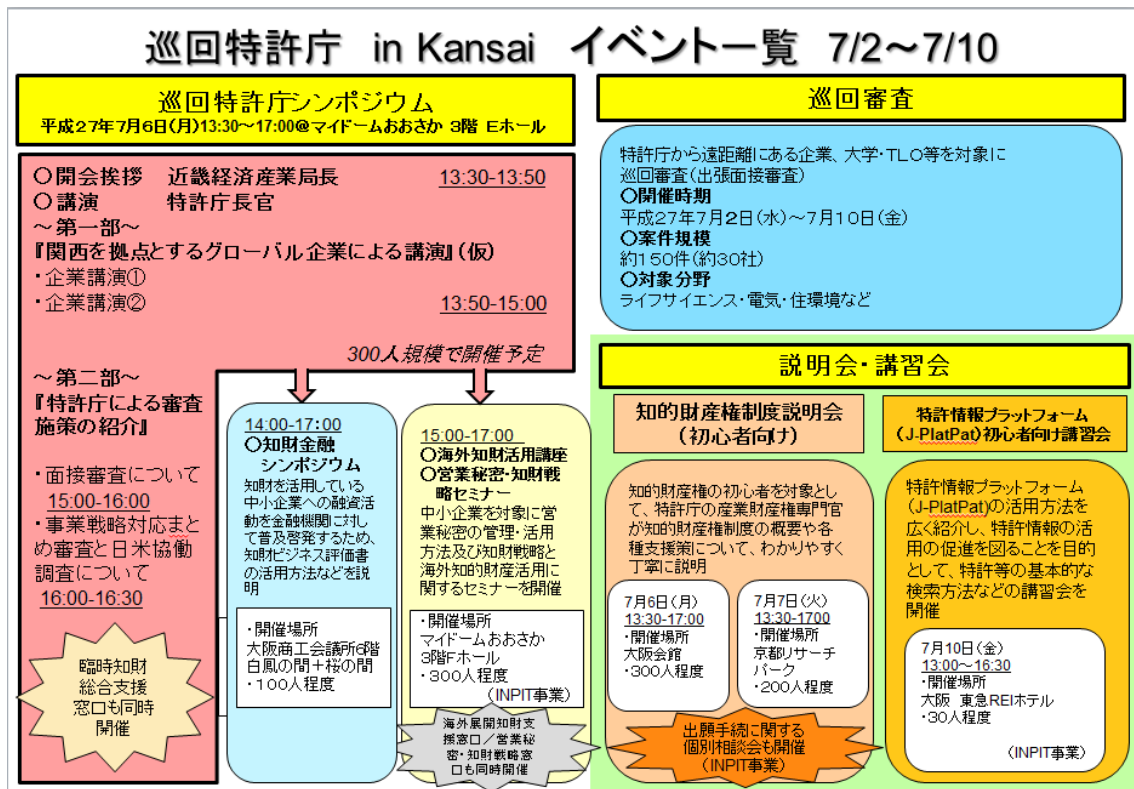 巡回特許庁 in Kansai イベント一覧 7/2～7/10
巡回特許庁シンポジウム
平成27年7月6日(月)13:30～17:00@マイドームおおさか 3階 Eホール
〇開会挨拶 近畿経済産業局長 13:30-13:50
〇講演 特許庁長官
～第一部～
『関西を拠点とするグローバル企業による講演』(仮)
・企業講演①
・企業講演② 13:50-15:00
300人規模で開催予定
～第二部～
『特許庁による審査
施策の紹介』
・面接審査について
15:00-16:00
・事業戦略対応まと
め審査と日米協働
調査について
16:00-16:30
臨時知財
総合支援
窓口も同時
開催
14:00-17:00
〇知財金融
シンポジウム
知財を活用している
中小企業への融資活
動を金融機関に対し
て普及啓発するため、
知財ビジネス評価書
の活用方法などを説
明
・開催場所
大阪商工会議所6階
白鳳の間＋桜の間
・100人程度
15:00-17:00
〇海外知財活用講座
〇営業秘密・知財戦
略セミナー
中小企業を対象に営
業秘密の管理・活用
方法及び知財戦略と
海外知的財産活用に
関するセミナーを開催
・開催場所
マイドームおおさか
3階Fホール
・300人程度
(INPIT事業)
海外展開知財支
援窓口／営業秘
密・知財戦略窓
口も同時開催
巡回審査
特許庁から遠距離にある企業、大学・TLO等を対象に
巡回審査(出張面接審査)
〇開催時期
平成27年7月2日(水)～7月10日(金)
〇案件規模
約150件(約30社)
〇対象分野
ライフサイエンス・電気・住環境など
説明会・講習会
知的財産権制度説明会
(初心者向け)
知的財産権の初心者を対象とし
て、特許庁の産業財産権専門官
が知的財産権制度の概要や各
種支援策について、わかりやすく
丁寧に説明
7月6日(月)
13:30-17:00
・開催場所
大阪会館
・300人程度
7月7日(火)
13:30-1700
・開催場所
京都リサーチ
パーク
・200人程度
出願手続に関する
個別相談会も開催
(INPIT事業)
特許情報プラットフォーム
(J-PlatPat)初心者向け講習会
特許情報プラットフォーム
(J-PlatPat)の活用方法を
広く紹介し、特許情報の活
用の促進を図ることを目的
として、特許等の基本的な
検索方法などの講習会を
開催
7月10日(金)
13:00～16:30
・開催場所
大阪 東急REIホテル
・30人程度
(INPIT事業)